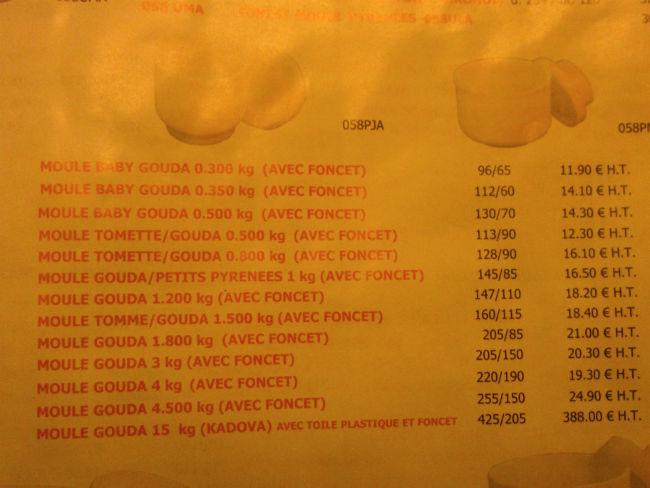 058 UMA
058PJA
MOULE BABY GOUDA 0.300 kg (AVEC FONCET) 96/65 11.90 € H.T.
MOULE BABY GOUDA 0.350 kg (AVEC FONCET) 112/60 14.10 € H.T.
MOULE BABY GOUDA 0.500 kg (AVEC FONCET) 130/70 14.30 € H.T.
MOULE TOMETTE/GOUDA 0.500 kg (AVEC FONCET) 113/90 12.30 € H.T.
MOULE TOMETTE/GOUDA 0.800 kg (AVEC FONCET) 128/90 16.10 € H.T.
MOULE GOUDA/PETITS PYRENEES 1 kg (AVEC FONCET) 145/85 16.50 € H.T.
MOULE GOUDA 1.200 kg (AVEC FONCET) 147/110 18.20 € H.T.
MOULE TOMME/GOUDA 1.500 kg (AVEC FONCET) 160/115 18.40 € H.T.
MOULE GOUDA 1.800 kg (AVEC FONCET) 205/85 21.00 € H.T.
MOULE GOUDA 3 kg (AVEC FONCET) 205/150 20.30 € H.T.
MOULE GOUDA 4 kg (AVEC FONCET) 220/190 19.30 € H.T.
MOULE GOUDA 4.500 kg (AVEC FONCET) 255/150 24.90 € H.T.
MOULE GOUDA 15 kg (KADOVA) AVEC TOILE PLASTIQUE ET FONCET 425/205 388.00 € H.T.